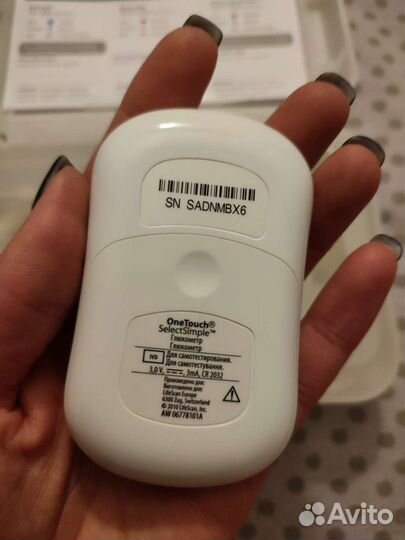 SN SADNMBX6
OneTouch®
SelectSimple™
Глюкометр
Глюкометр
IVD Для самотестирования.
Для самотестування.
3,0 V, 3mA, CR 2032
Произведено для:
Виготовлено для:
LifeScan Europe
6300 Zug, Switzerland
© 2010 LifeScan, Inc.
AW 06778101A
Avito